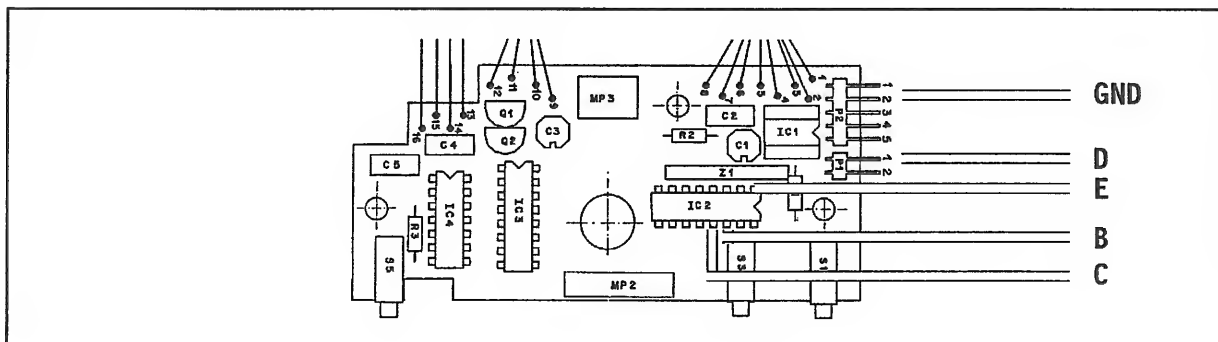 12 11 10 9
8 7 6 5 4 5 2 1
16 15 14 13
MP3
Q1
Q2
C3
C2
C1
R2
IC1
P2
1
2
3
4
5
P1
1
2
GND
D
E
B
C
C4
C5
Z1
IC2
IC3
IC4
R3
S5
MP2
S3
S1